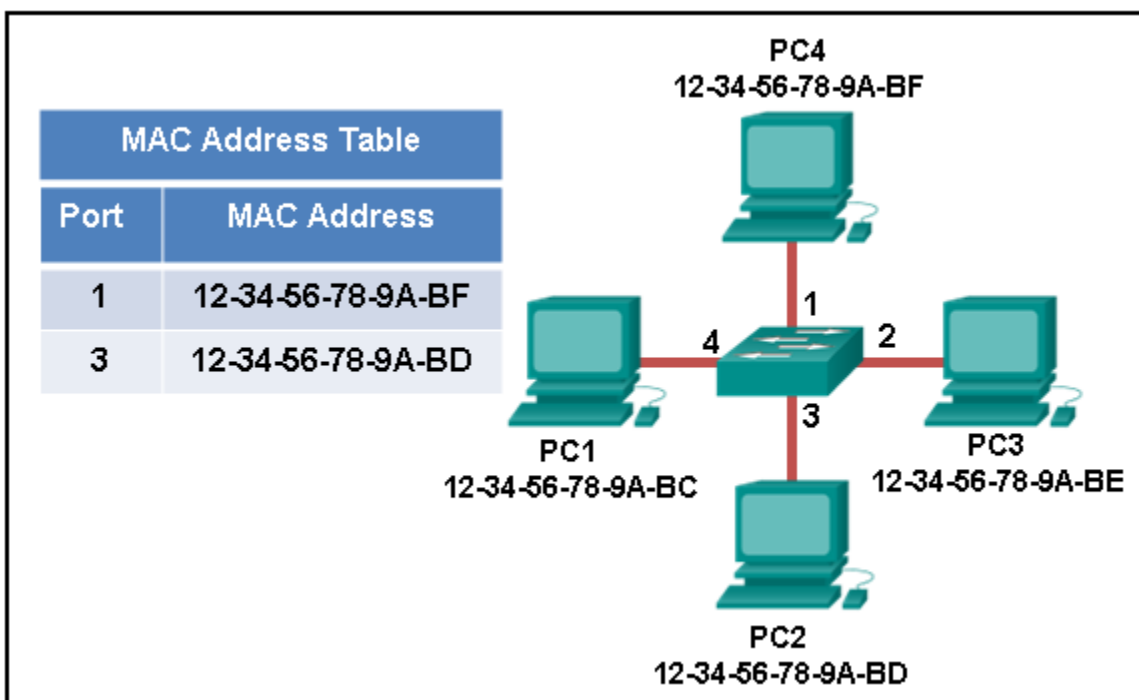 PC4
12-34-56-78-9A-BF
MAC Address Table
Port MAC Address
1 12-34-56-78-9A-BF
3 12-34-56-78-9A-BD
1
2
4
3
PC1
12-34-56-78-9A-BC
PC3
12-34-56-78-9A-BE
PC2
12-34-56-78-9A-BD